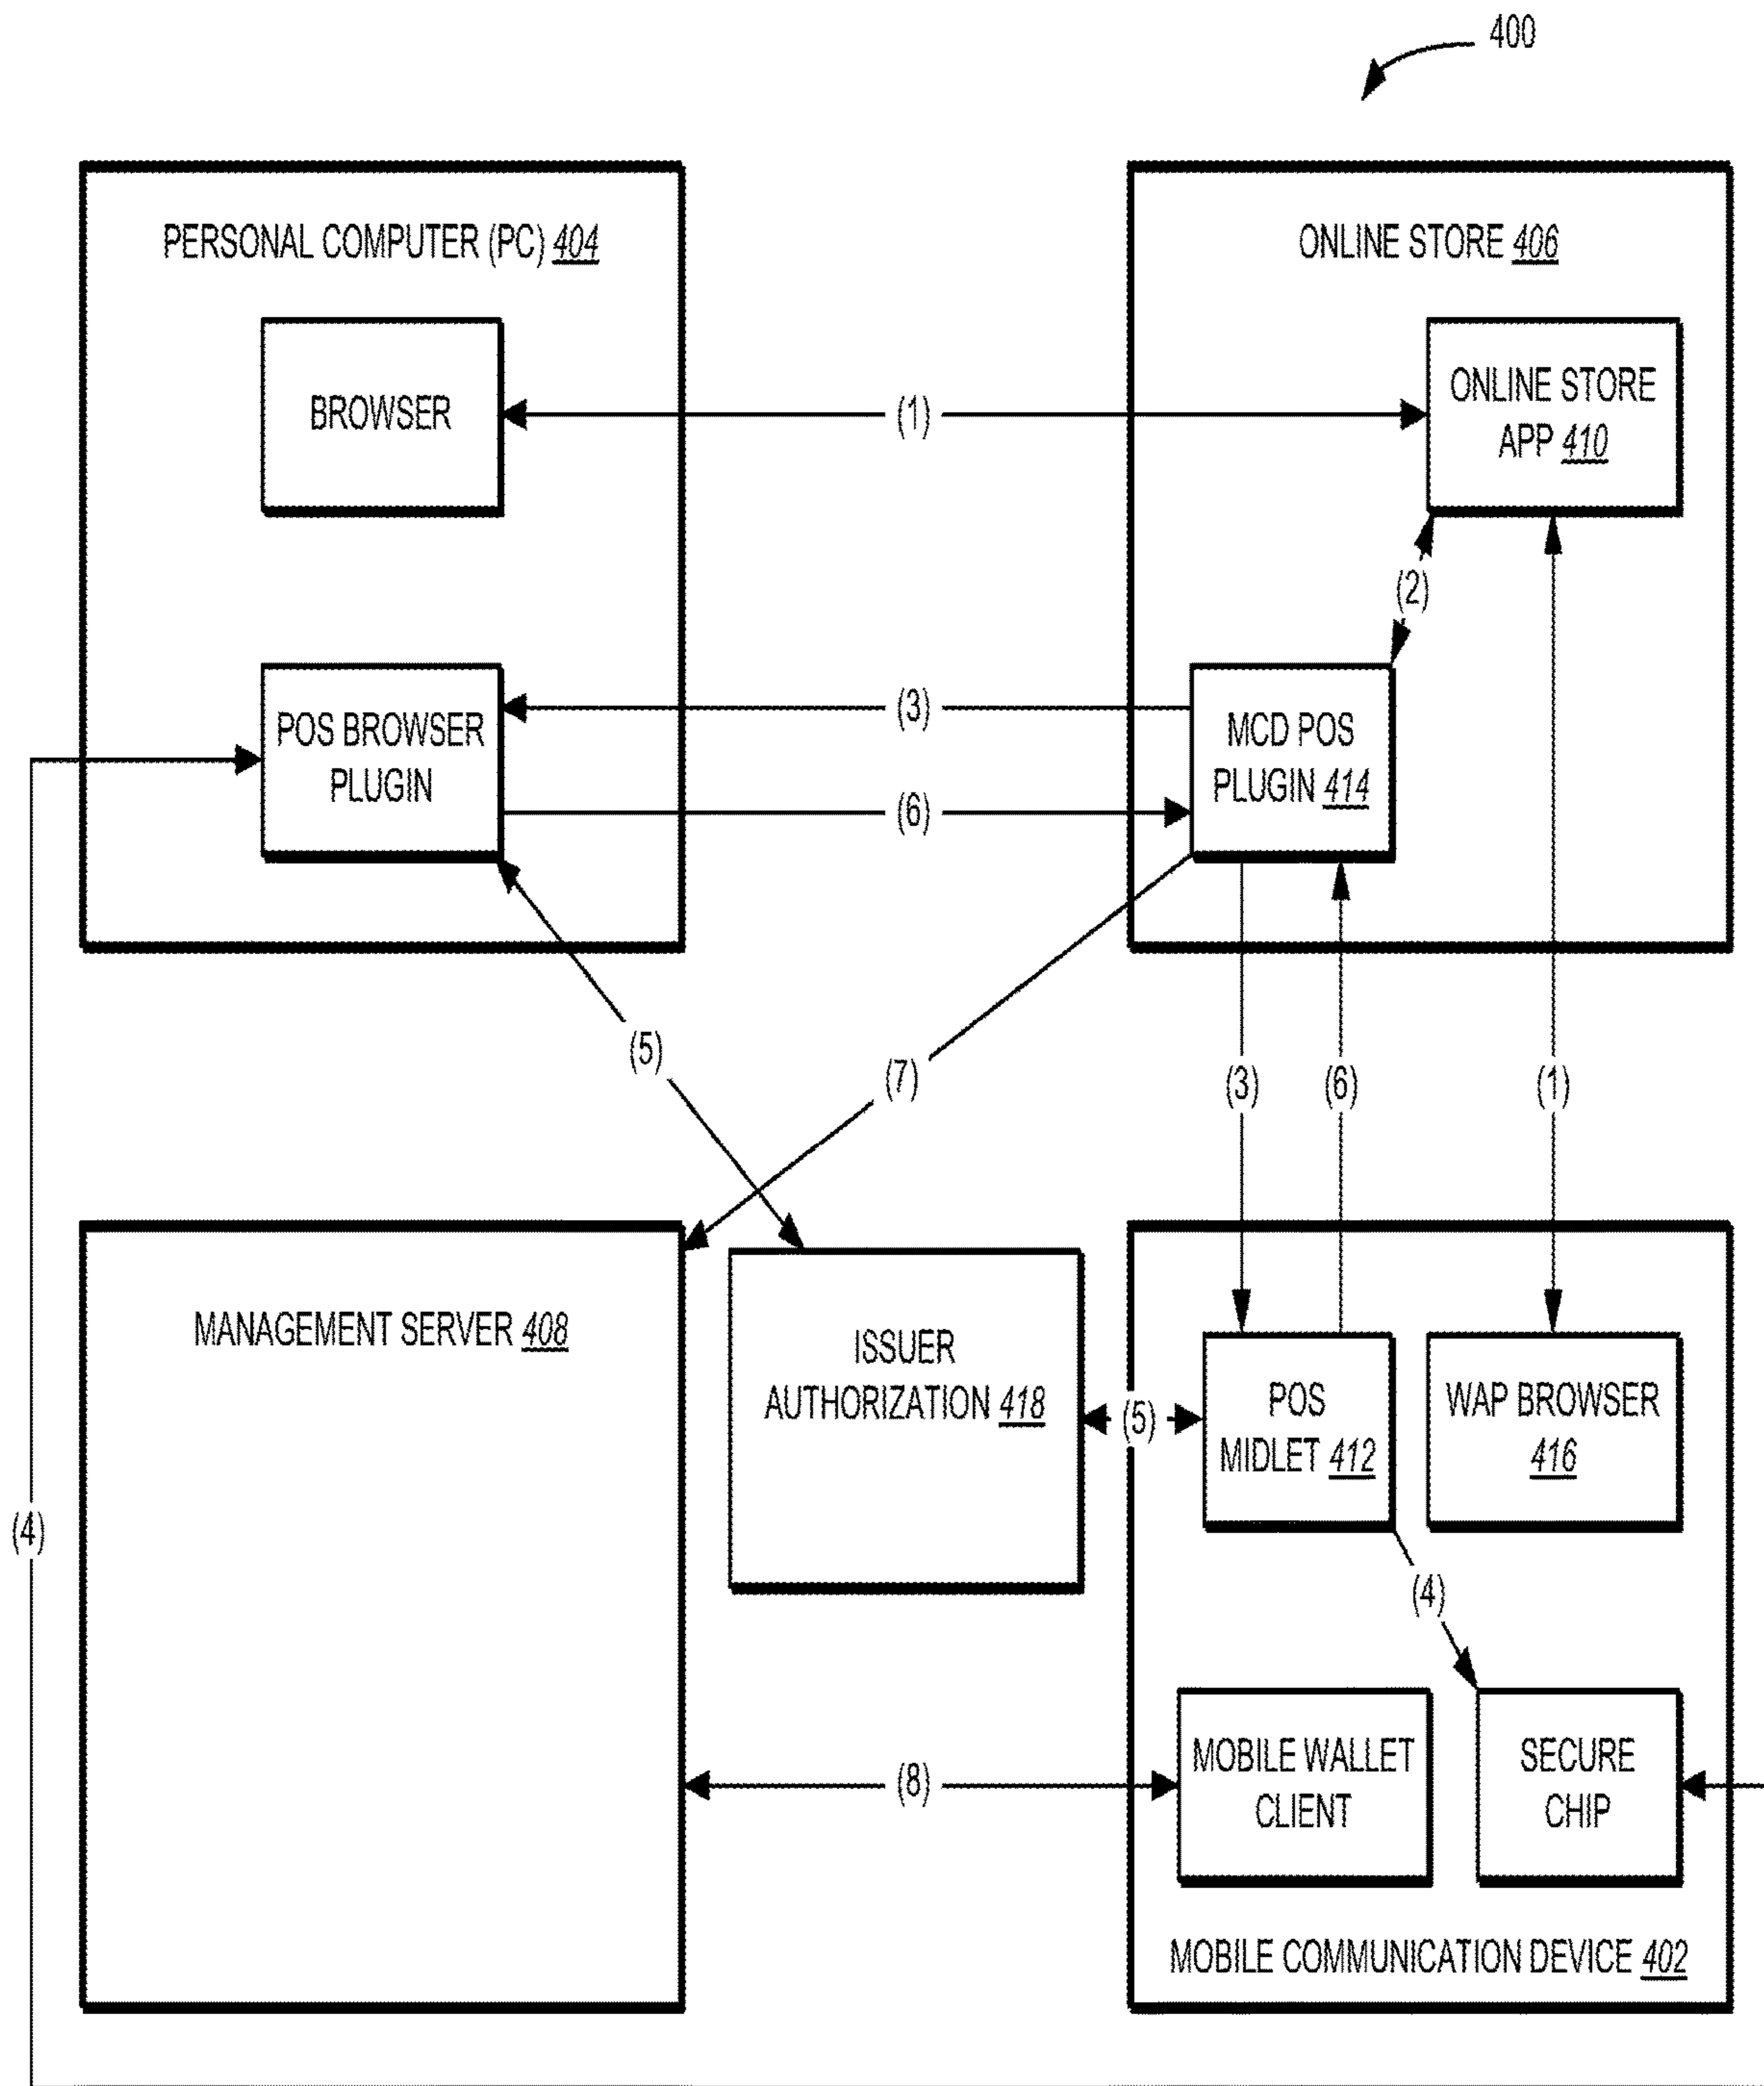 400
PERSONAL COMPUTER (PC) 404
ONLINE STORE 406
BROWSER
(1)
ONLINE STORE
APP 410
(2)
POS BROWSER
PLUGIN
(3)
(6)
MCD POS
PLUGIN 414
(5)
(7)
(3)
(6)
(1)
MANAGEMENT SERVER 408
ISSUER
AUTHORIZATION 418
(5)
POS
MIDLET 412
WAP BROWSER
416
(4)
(4)
(8)
MOBILE WALLET
CLIENT
SECURE
CHIP
MOBILE COMMUNICATION DEVICE 402